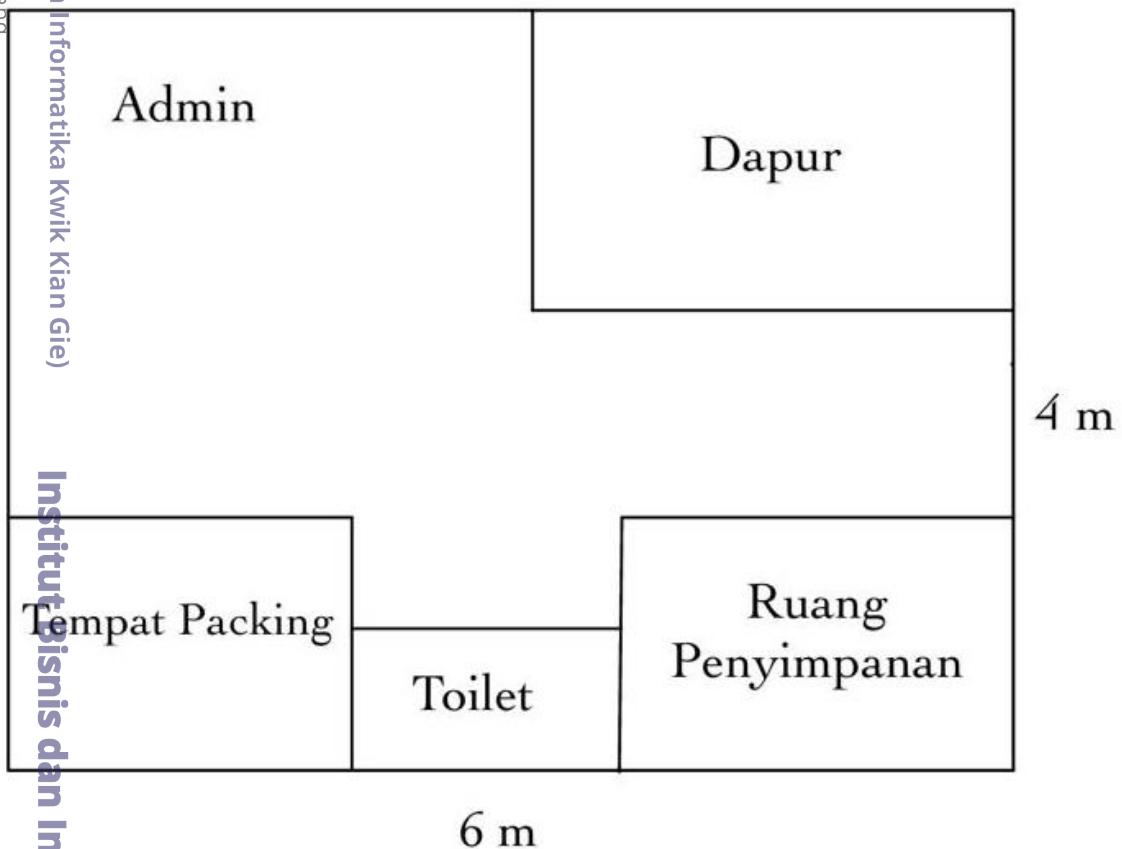 Admin
Dapur
4 m
Tempat Packing
Toilet
Ruang
Penyimpanan
6 m
Informatika Kwik Kian Gie)
Institut Bisnis dan In